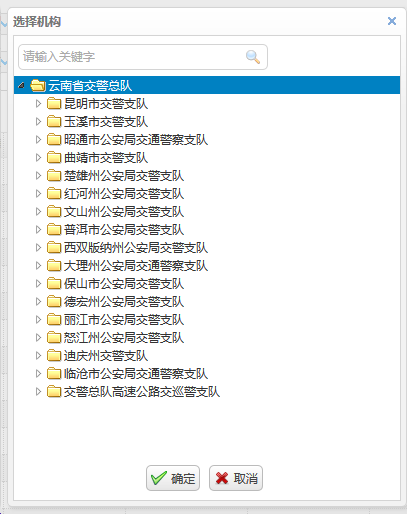 选择机构
请输入关键字
云南省交警总队
昆明市交警支队
玉溪市交警支队
昭通市公安局交通警察支队
曲靖市交警支队
楚雄州公安局交警支队
红河州公安局交警支队
文山州公安局交警支队
普洱市公安局交警支队
西双版纳州公安局交警支队
大理州公安局交通警察支队
保山市公安局交警支队
德宏州公安局交警支队
丽江市公安局交警支队
怒江州公安局交警支队
迪庆州交警支队
临沧市公安局交通警察支队
交警总队高速公路交巡警支队
确定 取消